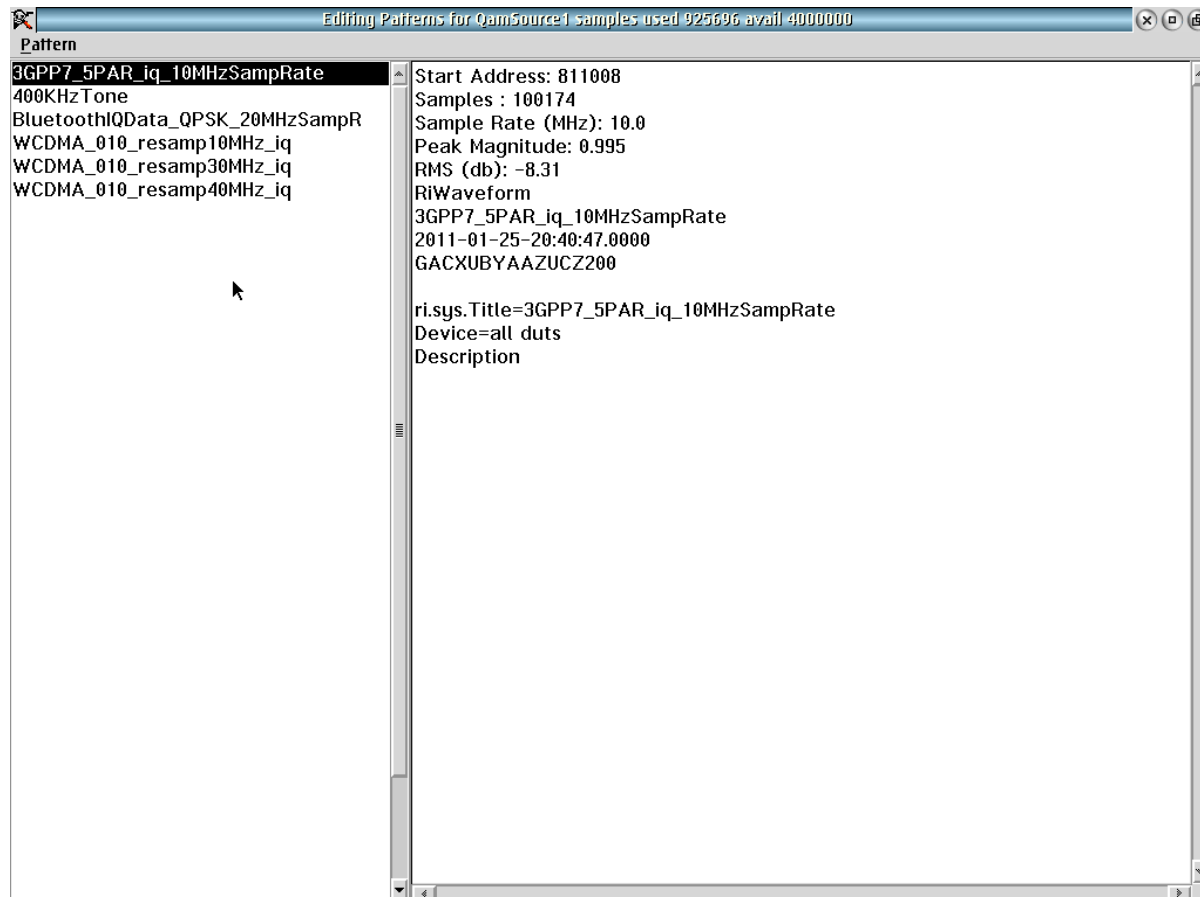 Editing Patterns for QamSource1 samples used 925696 avail 4000000
Pattern
3GPP7_5PAR_iq_10MHzSampRate
400KHzTone
BluetoothIQData_QPSK_20MHzSampR
WCDMA_010_resamp10MHz_iq
WCDMA_010_resamp30MHz_iq
WCDMA_010_resamp40MHz_iq
Start Address: 811008
Samples : 100174
Sample Rate (MHz): 10.0
Peak Magnitude: 0.995
RMS (db): -8.31
RiWaveform
3GPP7_5PAR_iq_10MHzSampRate
2011-01-25-20:40:47.0000
GACXUBYAAZUCZ200
ri.sys.Title=3GPP7_5PAR_iq_10MHzSampRate
Device=all duts
Description